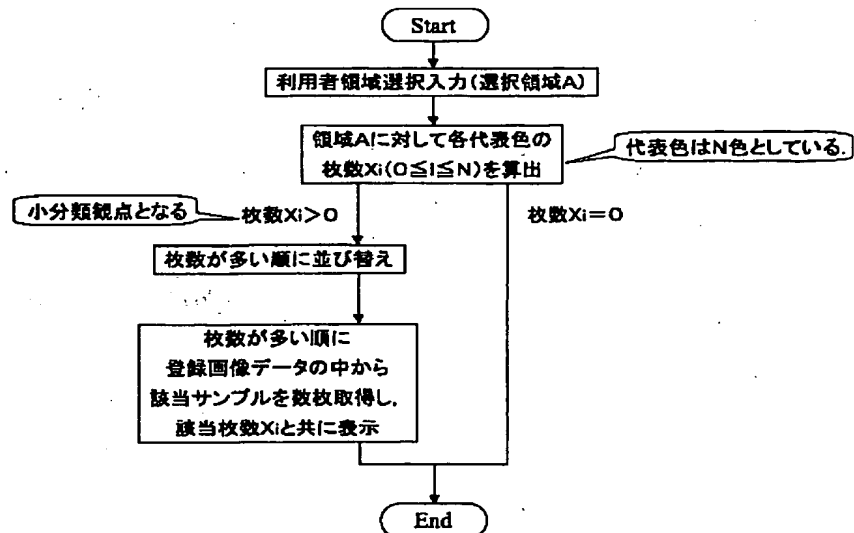 Start
利用者領域選択入力(選択領域A)
領域Aに対して各代表色の
枚数Xi(0≦I≦N)を算出
代表色はN色としている.
小分類観点となる
枚数Xi>0
枚数Xi=0
枚数が多い順に並び替え
枚数が多い順に
登録画像データの中から
該当サンプルを数枚取得し,
該当枚数Xiと共に表示
End